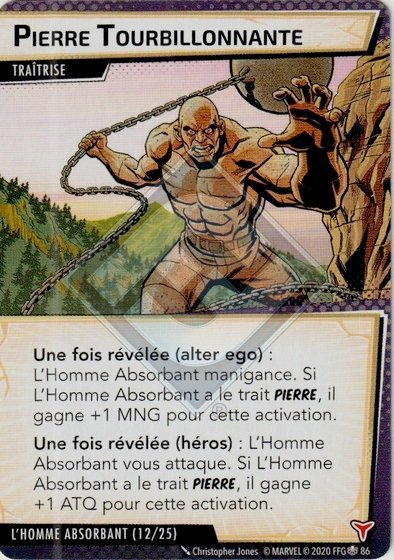 PIERRE TOURBILLONNANTE
TRAÎTRISE
Une fois révélée (alter ego) :
L'Homme Absorbant manigance. Si
L'Homme Absorbant a le trait PIERRE, il
gagne +1 MNG pour cette activation.
Une fois révélée (héros) : L'Homme
Absorbant vous attaque. Si L'Homme
Absorbant a le trait PIERRE, il gagne
+1 ATQ pour cette activation.
L'HOMME ABSORBANT (12/25)
Christopher Jones © MARVEL © 2020 FFG 86